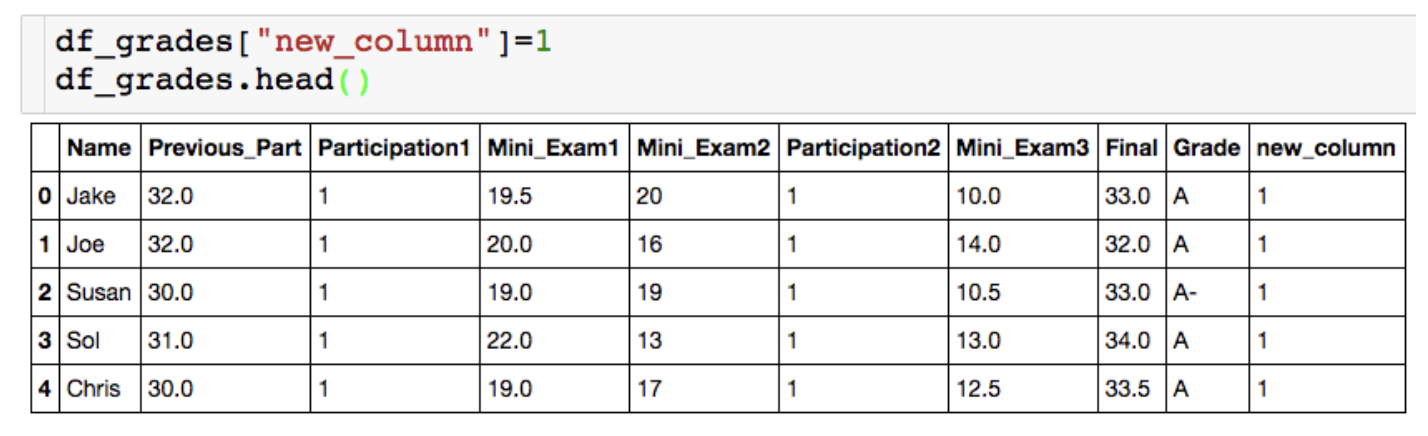 df_grades["new_column"]=1
df_grades.head()
Name Previous_Part Participation1 Mini_Exam1 Mini_Exam2 Participation2 Mini_Exam3 Final Grade new_column
0 Jake 32.0 1 19.5 20 1 10.0 33.0 A 1
1 Joe 32.0 1 20.0 16 1 14.0 32.0 A 1
2 Susan 30.0 1 19.0 19 1 10.5 33.0 A- 1
3 Sol 31.0 1 22.0 13 1 13.0 34.0 A 1
4 Chris 30.0 1 19.0 17 1 12.5 33.5 A 1